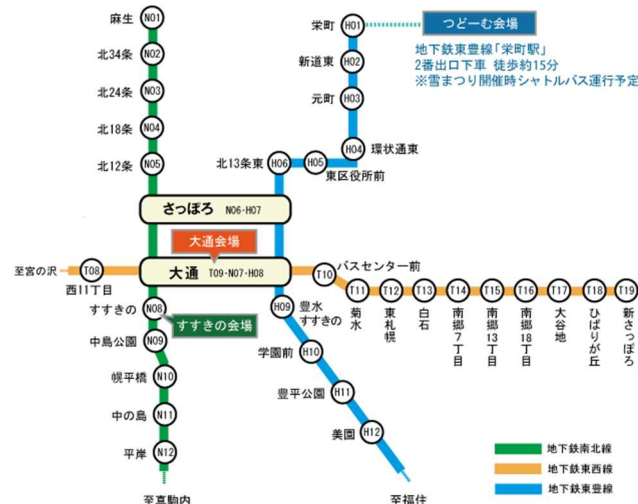 麻生 N01
北34条 N02
北24条 N03
北18条 N04
北12条 N05
栄町 H01
つどーむ会場
地下鉄東豊線「栄町駅」
2番出口下車 徒歩約15分
※雪まつり開催時シャトルバス運行予定
新道東 H02
元町 H03
H04 環状通東
北13条東 H06 H05
東区役所前
さっぽろ N06・H07
大通会場
至宮の沢 T08
西11丁目
大通 T09・N07・H08
T10 バスセンター前
T11 T12 T13 T14 T15 T16 T17 T18 T19
菊水
東札幌
白石
南郷7丁目
南郷13丁目
南郷18丁目
大谷地
ひばりが丘
新さっぽろ
すすきの N08
すすきの会場
中島公園 N09
幌平橋 N10
中の島 N11
平岸 N12
至真駒内
H09 豊水
すすきの
学園前 H10
豊平公園 H11
美園 H12
至福住
地下鉄南北線
地下鉄東西線
地下鉄東豊線